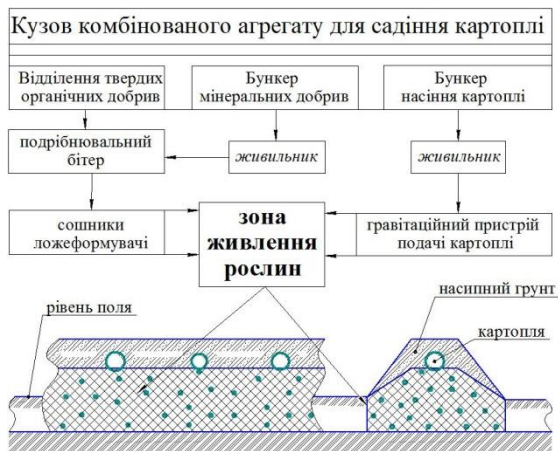 Кузов комбінованого агрегату для садіння картоплі
Відділення твердих
органічних добрив
Бункер
мінеральних добрив
Бункер
насіння картоплі
подрібнювальний
бітер
живильник
живильник
сошники
ложеформувачі
зона
живлення
рослин
гравітаційний пристрій
подачі картоплі
рівень поля
насипний грунт
картопля